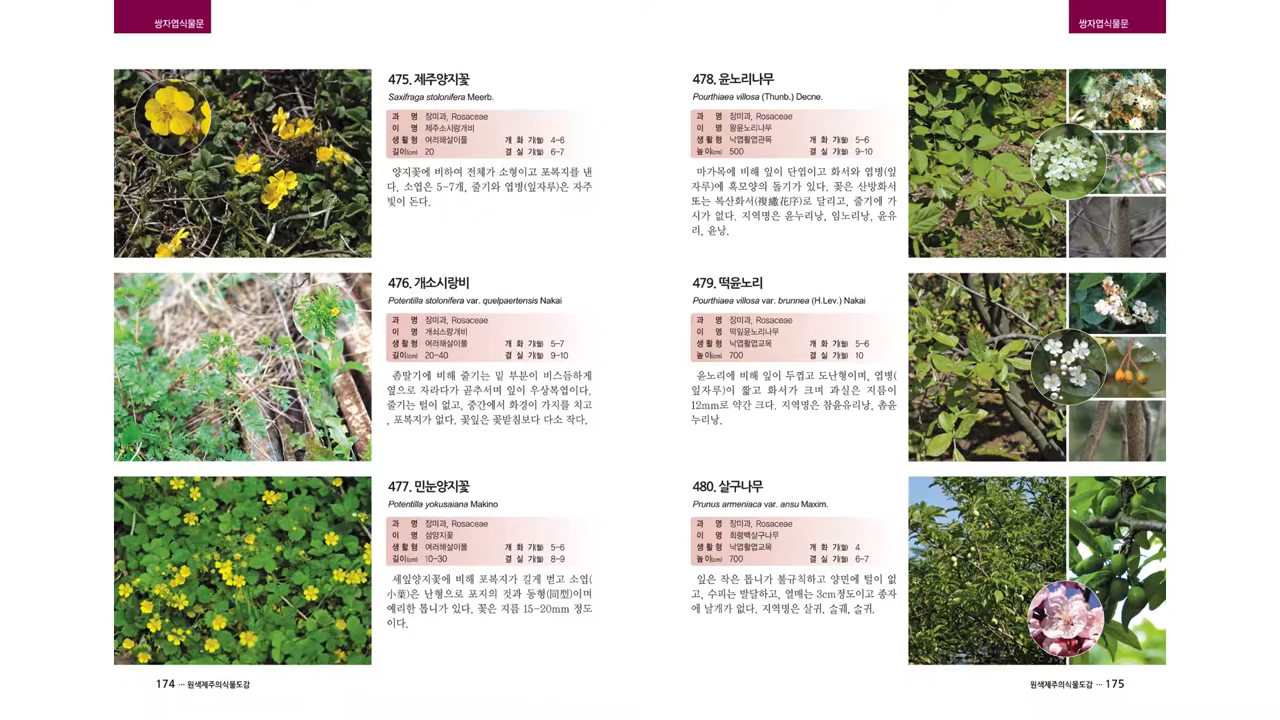 쌍자엽식물문
475. 제주양지꽃
Saxifraga stolonifera Meerb.
과 명 장미과, Rosaceae
이 명 제주소시랑개비
생 활 형 여러해살이풀 개 화 기(월) 4-6
길이(cm) 20 결 실 기(월) 6-7
양지꽃에 비하여 전체가 소형이고 포복지를 낸
다. 소엽은 5-7개, 줄기와 엽병(잎자루)은 자주
빛이 돈다.
476. 개소시랑비
Potentilla stolonifera var. quelpaertensis Nakai
과 명 장미과, Rosaceae
이 명 개쇠스랑개비
생 활 형 여러해살이풀 개 화 기(월) 5-7
길이(cm) 20-40 결 실 기(월) 9-10
좀딸기에 비해 줄기는 밑 부분이 비스듬하게
옆으로 자라다가 곧추서며 잎이 우상복엽이다.
줄기는 털이 없고, 중간에서 화경이 가지를 치고
, 포복지가 없다. 꽃잎은 꽃받침보다 다소 작다.
477. 민눈양지꽃
Potentilla yokusaiana Makino
과 명 장미과, Rosaceae
이 명 섬양지꽃
생 활 형 여러해살이풀 개 화 기(월) 5-6
길이(cm) 10-30 결 실 기(월) 8-9
세잎양지꽃에 비해 포복지가 길게 벋고 소엽(
小葉)은 난형으로 포지의 것과 동형(同型)이며
예리한 톱니가 있다. 꽃은 지름 15-20mm 정도
이다.
174 ··· 원색제주의식물도감
쌍자엽식물문
478. 윤노리나무
Pourthiaea villosa (Thunb.) Decne.
과 명 장미과, Rosaceae
이 명 왕윤노리나무
생 활 형 낙엽활엽관목 개 화 기(월) 5-6
높이(cm) 500 결 실 기(월) 9-10
마가목에 비해 잎이 단엽이고 화서와 엽병(잎
자루)에 혹모양의 돌기가 있다. 꽃은 산방화서
또는 복산화서(複繖花序)로 달리고, 줄기에 가
시가 없다. 지역명은 윤누리낭, 임노리낭, 윤유
리, 윤낭.
479. 떡윤노리
Pourthiaea villosa var. brunnea (H.Lev.) Nakai
과 명 장미과, Rosaceae
이 명 떡잎윤노리나무
생 활 형 낙엽활엽교목 개 화 기(월) 5-6
높이(cm) 700 결 실 기(월) 10
윤노리에 비해 잎이 두껍고 도난형이며, 엽병(
잎자루)이 짧고 화서가 크며 과실은 지름이
12mm로 약간 크다. 지역명은 참윤유리낭, 촘윤
누리낭.
480. 살구나무
Prunus armeniaca var. ansu Maxim.
과 명 장미과, Rosaceae
이 명 회령백살구나무
생 활 형 낙엽활엽교목 개 화 기(월) 4
높이(cm) 700 결 실 기(월) 6-7
잎은 작은 톱니가 불규칙하고 양면에 털이 없
고, 수피는 발달하고, 열매는 3cm정도이고 종자
에 날개가 없다. 지역명은 살귀, 술궤, 술귀.
원색제주의식물도감 ··· 175